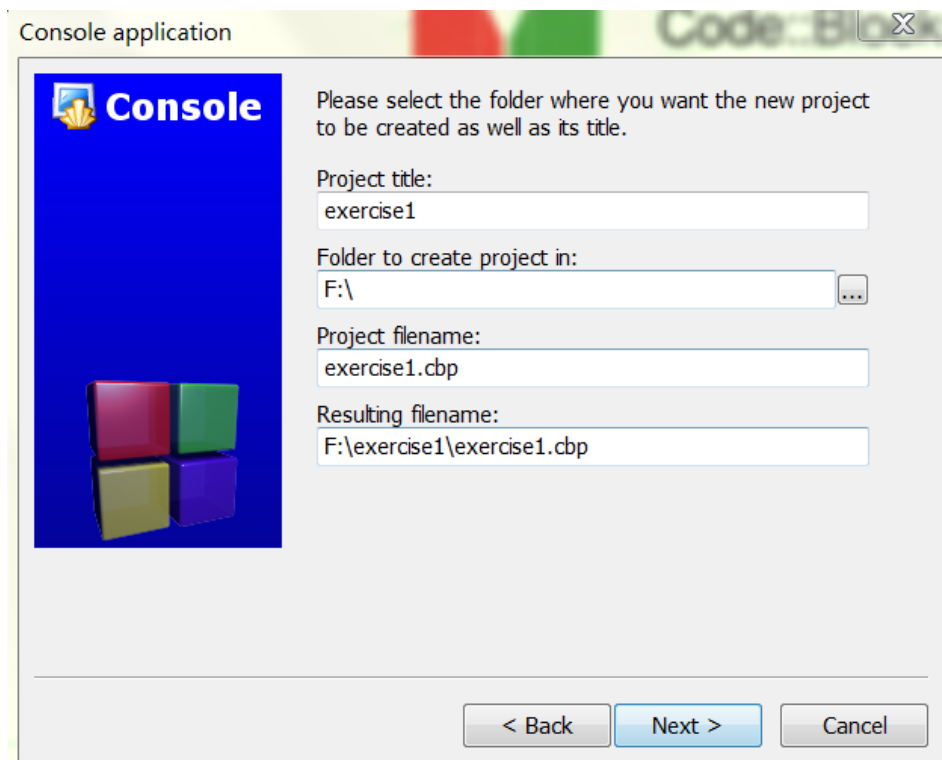 Console application
Code::Block
Console
Please select the folder where you want the new project
to be created as well as its title.
Project title:
exercise1
Folder to create project in:
F:\
...
Project filename:
exercise1.cbp
Resulting filename:
F:\exercise1\exercise1.cbp
< Back
Next >
Cancel